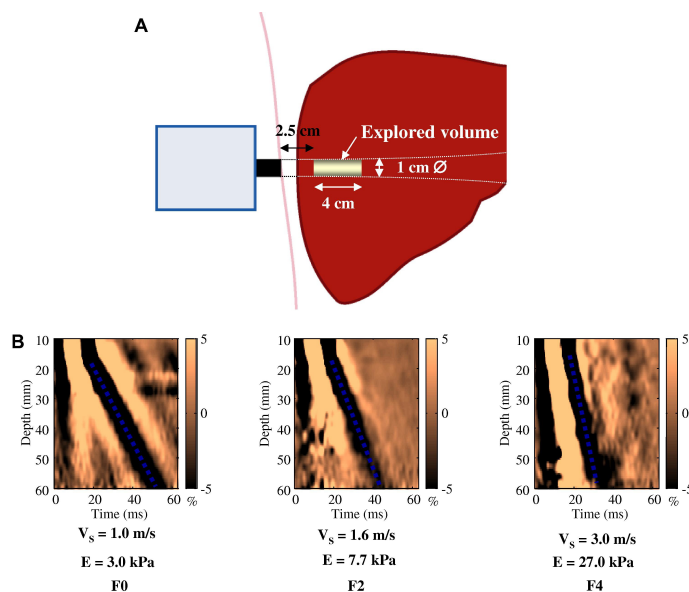 A
2.5 cm
Explored volume
1 cm Ø
4 cm
B
10
20
30
40
50
60
Depth (mm)
0 20 40 60
Time (ms)
5
0
-5
%
V_S = 1.0 m/s
E = 3.0 kPa
F0
10
20
30
40
50
60
Depth (mm)
0 20 40 60
Time (ms)
5
0
-5
%
V_S = 1.6 m/s
E = 7.7 kPa
F2
10
20
30
40
50
60
Depth (mm)
0 20 40 60
Time (ms)
5
0
-5
%
V_S = 3.0 m/s
E = 27.0 kPa
F4